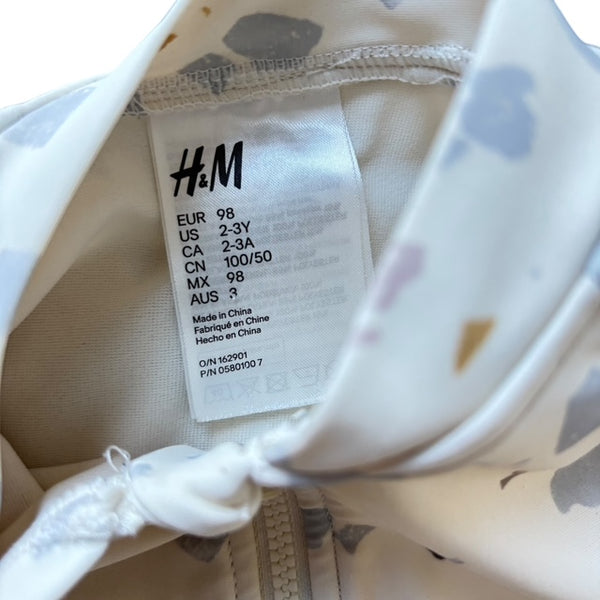 H&M
EUR 98
US 2-3Y
CA 2-3A
CN 100/50
MX 98
AUS 3
Made in China
Fabriqué en Chine
Hecho en China
O/N 162901
P/N 0580100 7